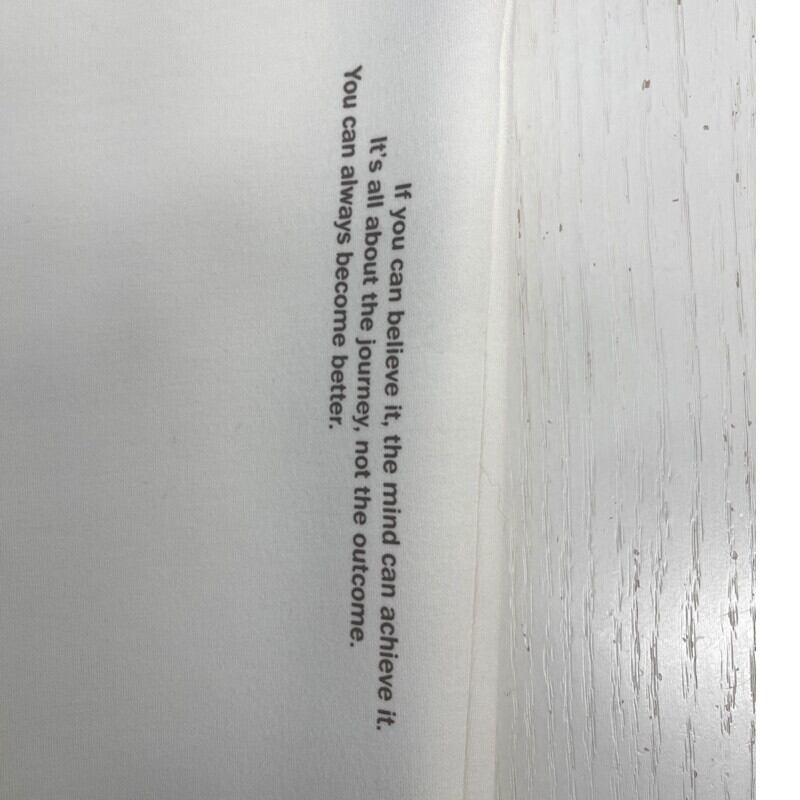 If you can believe it, the mind can achieve it.
It's all about the journey, not the outcome.
You can always become better.